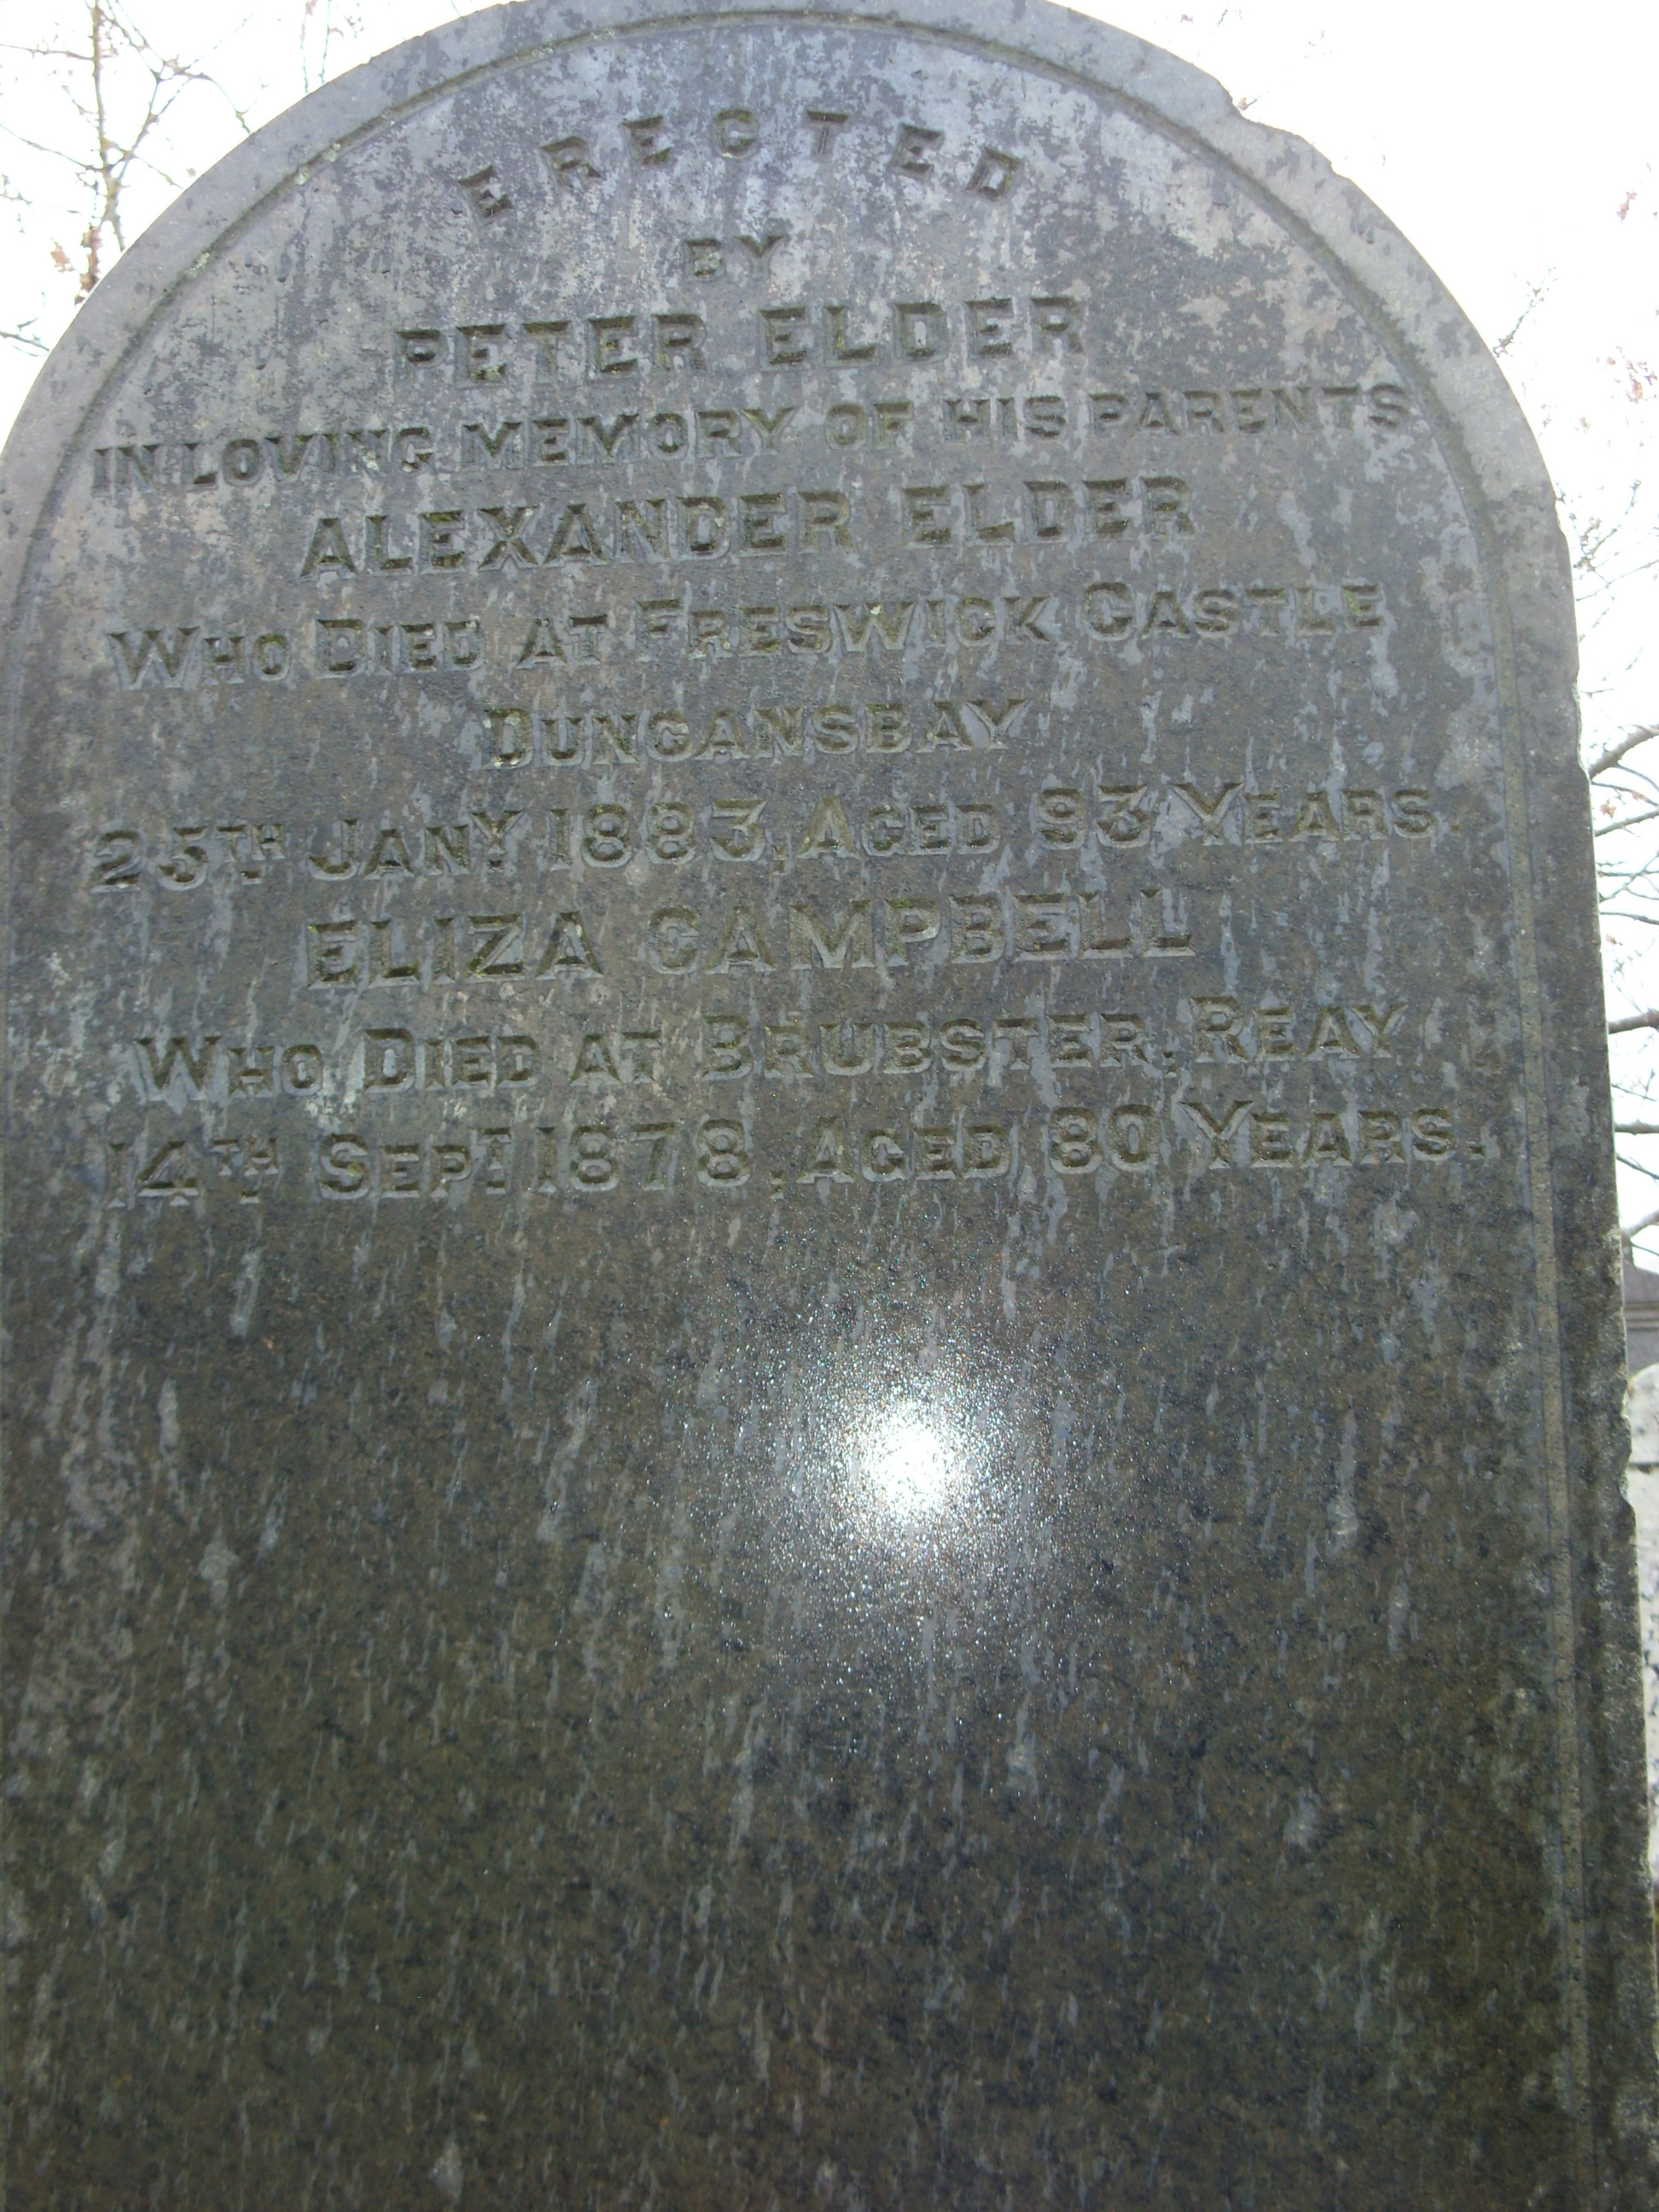 ERECTED
BY
PETER ELDER
IN LOVING MEMORY OF HIS PARENTS
ALEXANDER ELDER
WHO DIED AT FRESWICK CASTLE
DUNCANSBAY
25TH JANY 1883, AGED 93 YEARS.
ELIZA CAMPBELL
WHO DIED AT BRUBSTER, REAY
14TH SEPT 1878, AGED 80 YEARS.